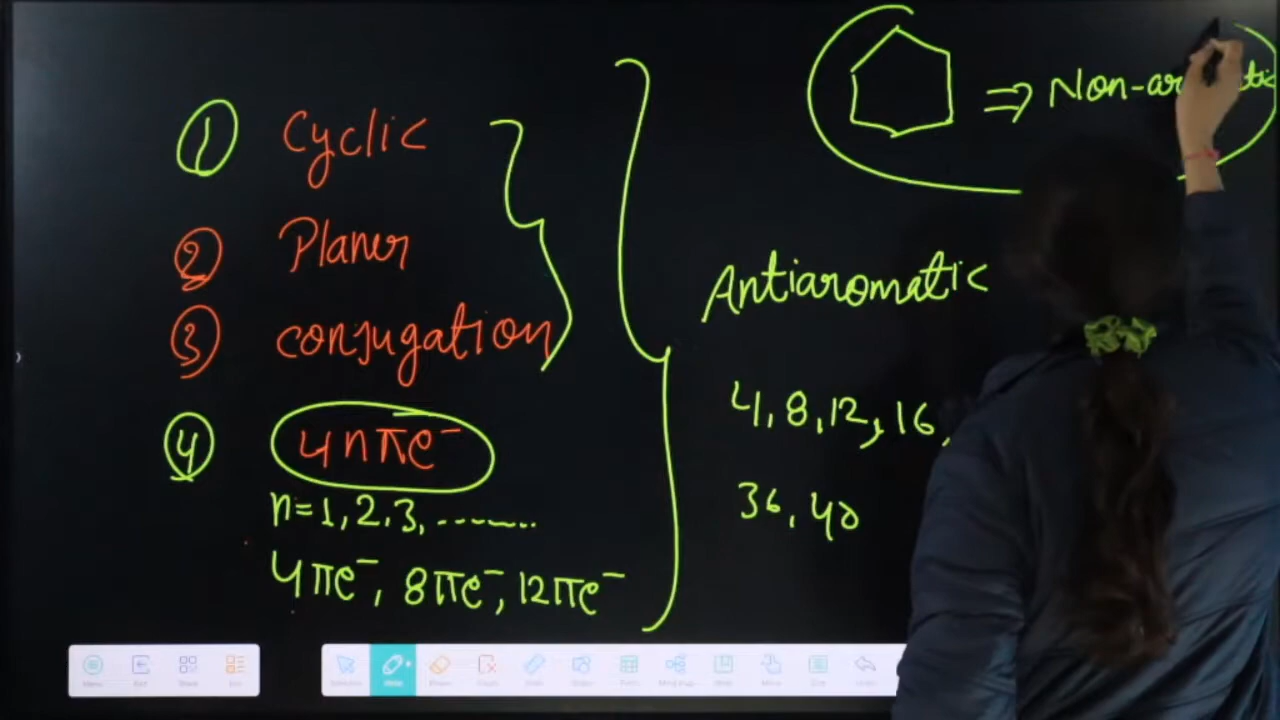 ① Cyclic
② Planer
③ conjugation
④ 4nπe⁻
n=1,2,3,-------
4πe⁻, 8πe⁻, 12πe⁻
⇒ Non-ar tic
Antiaromatic
4,8,12,16,
36,40